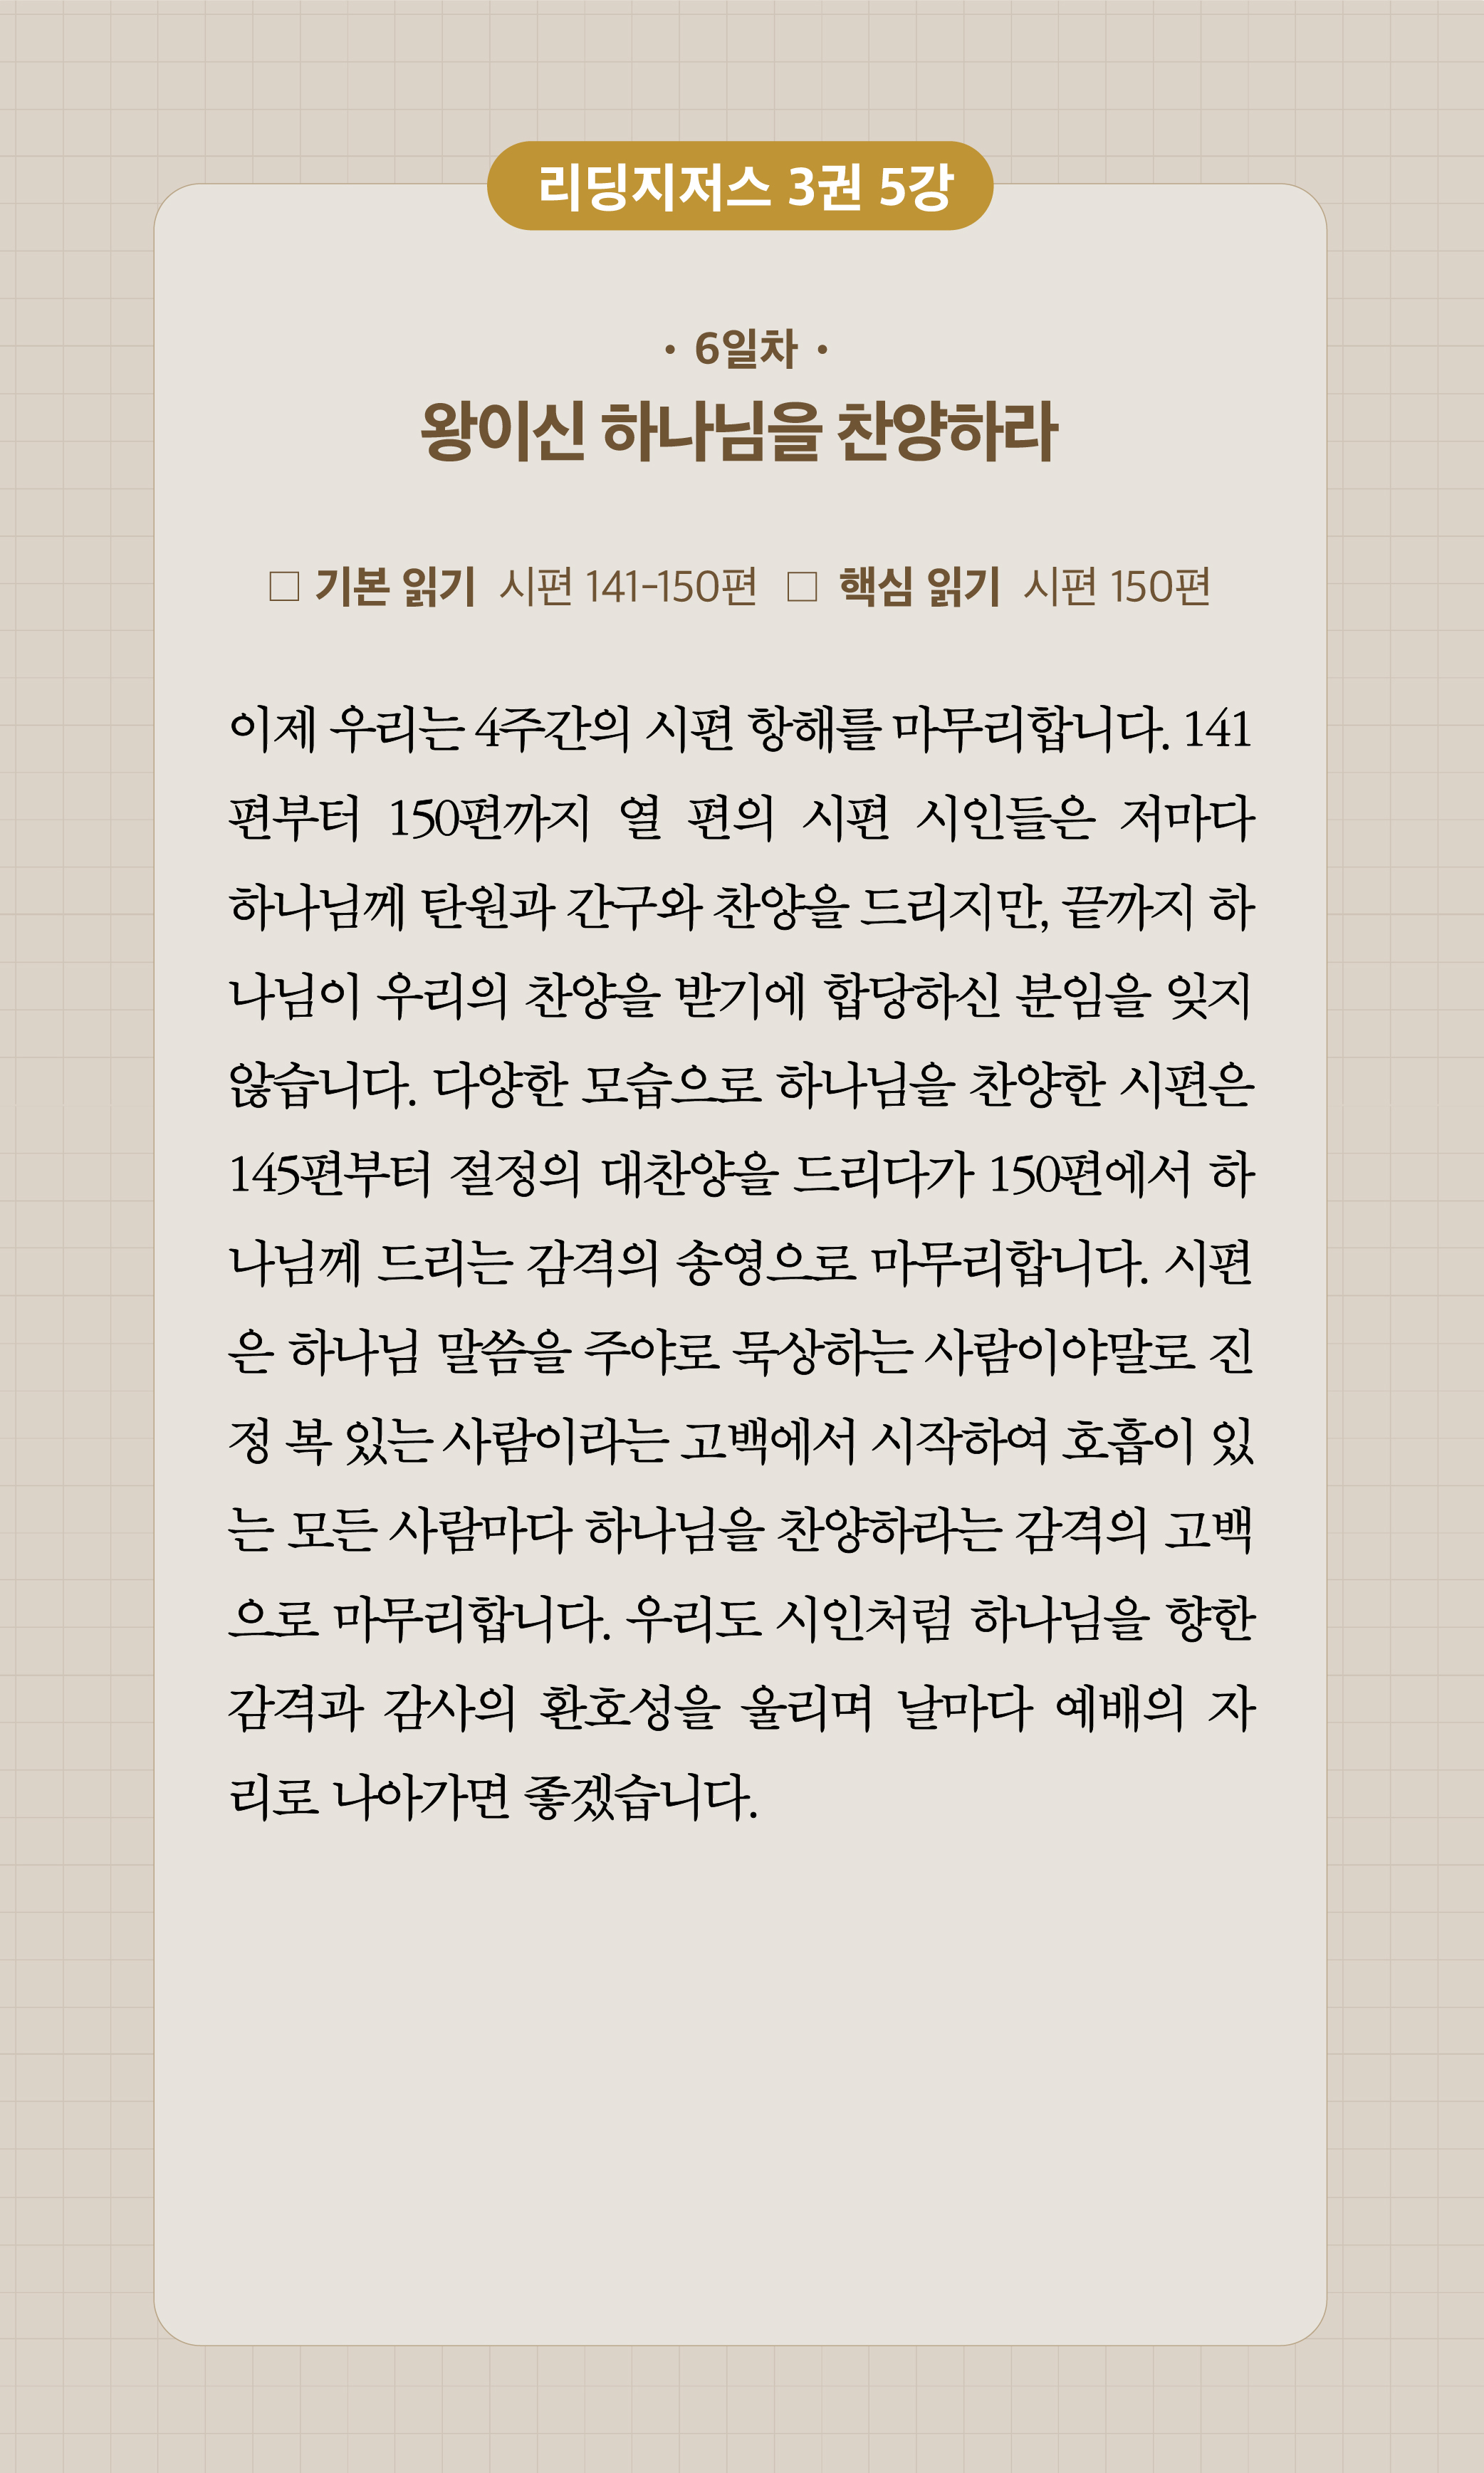 리딩지저스 3권 5강
· 6일차 ·
왕이신 하나님을 찬양하라
□ 기본 읽기 시편 141-150편 □ 핵심 읽기 시편 150편
이제 우리는 4주간의 시편 항해를 마무리합니다. 141
편부터 150편까지 열 편의 시편 시인들은 저마다
하나님께 탄원과 간구와 찬양을 드리지만, 끝까지 하
나님이 우리의 찬양을 받기에 합당하신 분임을 잊지
않습니다. 다양한 모습으로 하나님을 찬양한 시편은
145편부터 절정의 대찬양을 드리다가 150편에서 하
나님께 드리는 감격의 송영으로 마무리합니다. 시편
은 하나님 말씀을 주야로 묵상하는 사람이야말로 진
정 복 있는 사람이라는 고백에서 시작하여 호흡이 있
는 모든 사람마다 하나님을 찬양하라는 감격의 고백
으로 마무리합니다. 우리도 시인처럼 하나님을 향한
감격과 감사의 환호성을 울리며 날마다 예배의 자
리로 나아가면 좋겠습니다.